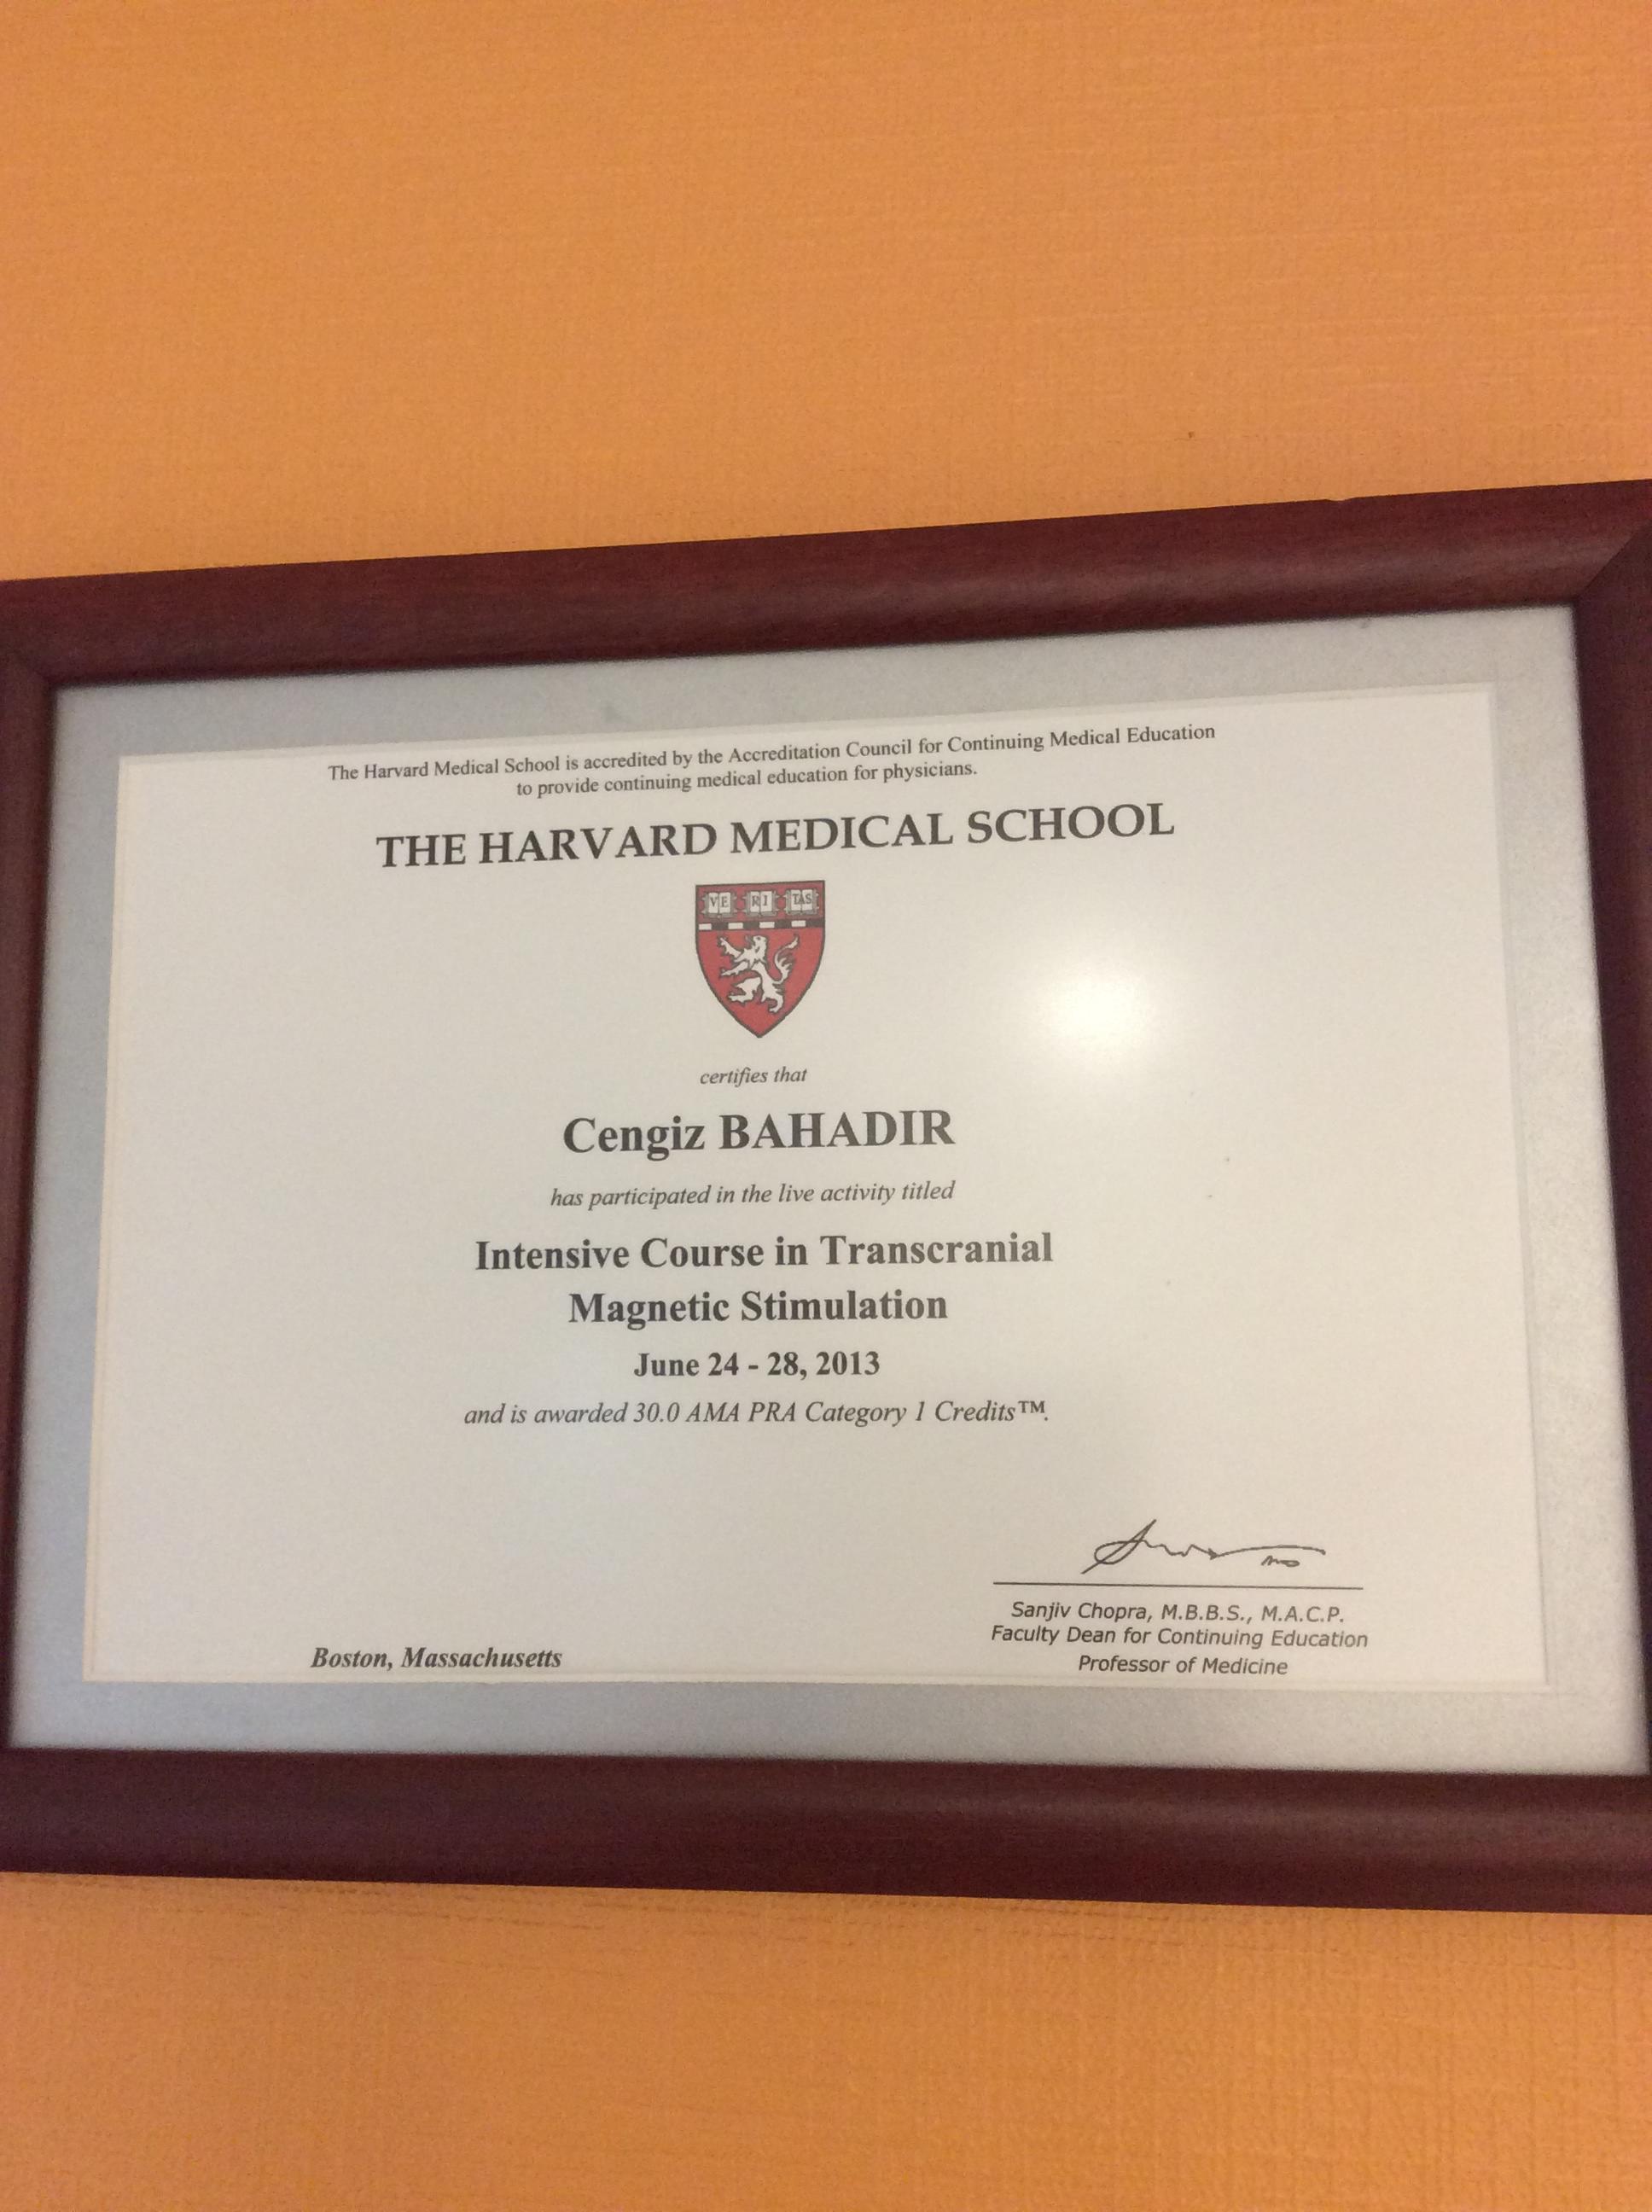 The Harvard Medical School is accredited by the Accreditation Council for Continuing Medical Education
to provide continuing medical education for physicians.
THE HARVARD MEDICAL SCHOOL
VE RI TAS
certifies that
Cengiz BAHADIR
has participated in the live activity titled
Intensive Course in Transcranial
Magnetic Stimulation
June 24 - 28, 2013
and is awarded 30.0 AMA PRA Category 1 Credits™.
Sanjiv Chopra, M.B.B.S., M.A.C.P.
Faculty Dean for Continuing Education
Professor of Medicine
Boston, Massachusetts